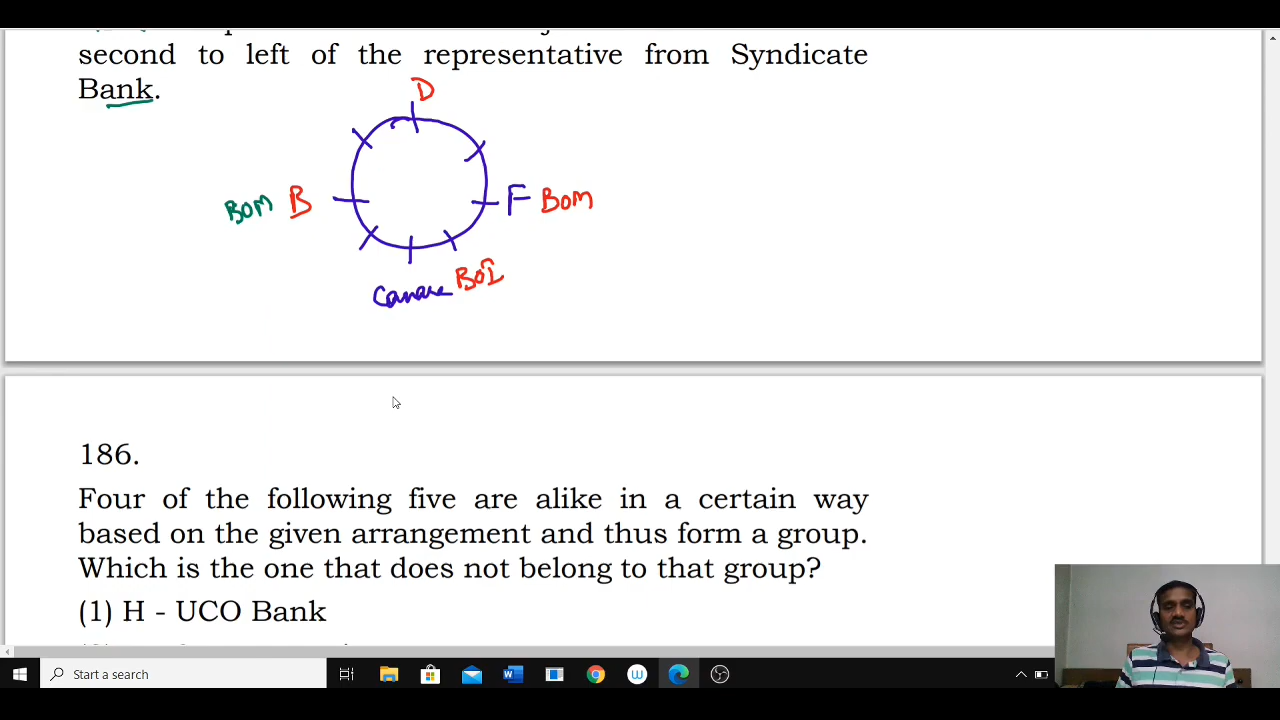 second to left of the representative from Syndicate
Bank.
D
BOM B
F BOM
BOI
Canara
186.
Four of the following five are alike in a certain way
based on the given arrangement and thus form a group.
Which is the one that does not belong to that group?
(1) H - UCO Bank
Start a search